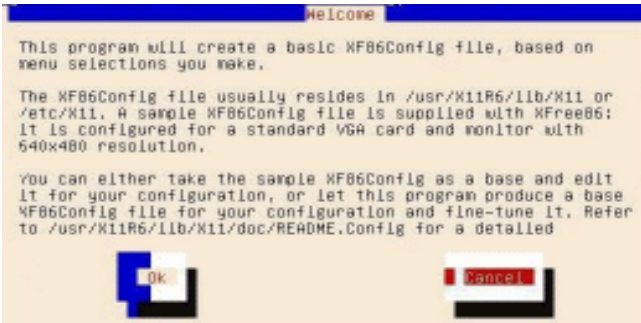 Welcome
This program will create a basic XF86Config file, based on
menu selections you make.
The XF86Config file usually resides in /usr/X11R6/lib/X11 or
/etc/X11. A sample XF86Config file is supplied with XFree86;
it is configured for a standard VGA card and monitor with
640x480 resolution.
You can either take the sample XF86Config as a base and edit
it for your configuration, or let this program produce a base
XF86Config file for your configuration and fine-tune it. Refer
to /usr/X11R6/lib/X11/doc/README.Config for a detailed
Ok
Cancel